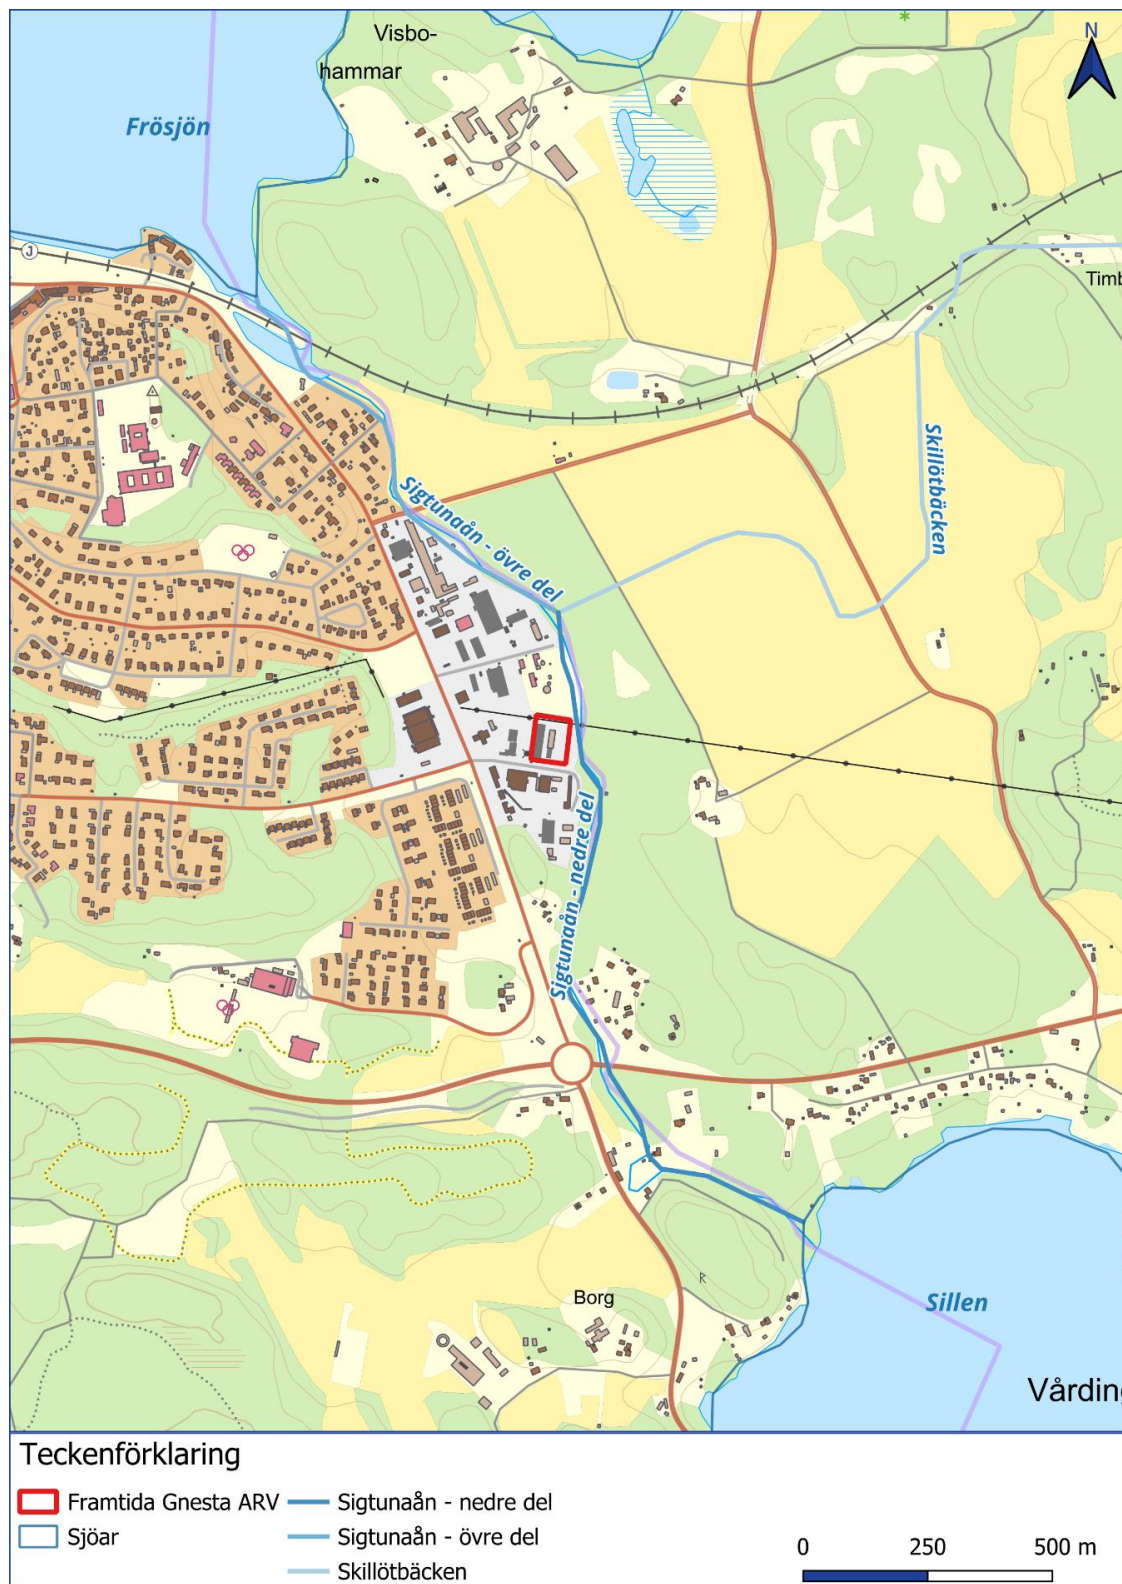 Visbo-
hammar
N
Frösjön
J
Timb
Skillötbäcken
Sigtunaån - övre del
Sigtunaån - nedre del
Borg
R
Sillen
Vårding
Teckenförklaring
Framtida Gnesta ARV
Sjöar
Sigtunaån - nedre del
Sigtunaån - övre del
Skillötbäcken
0 250 500 m